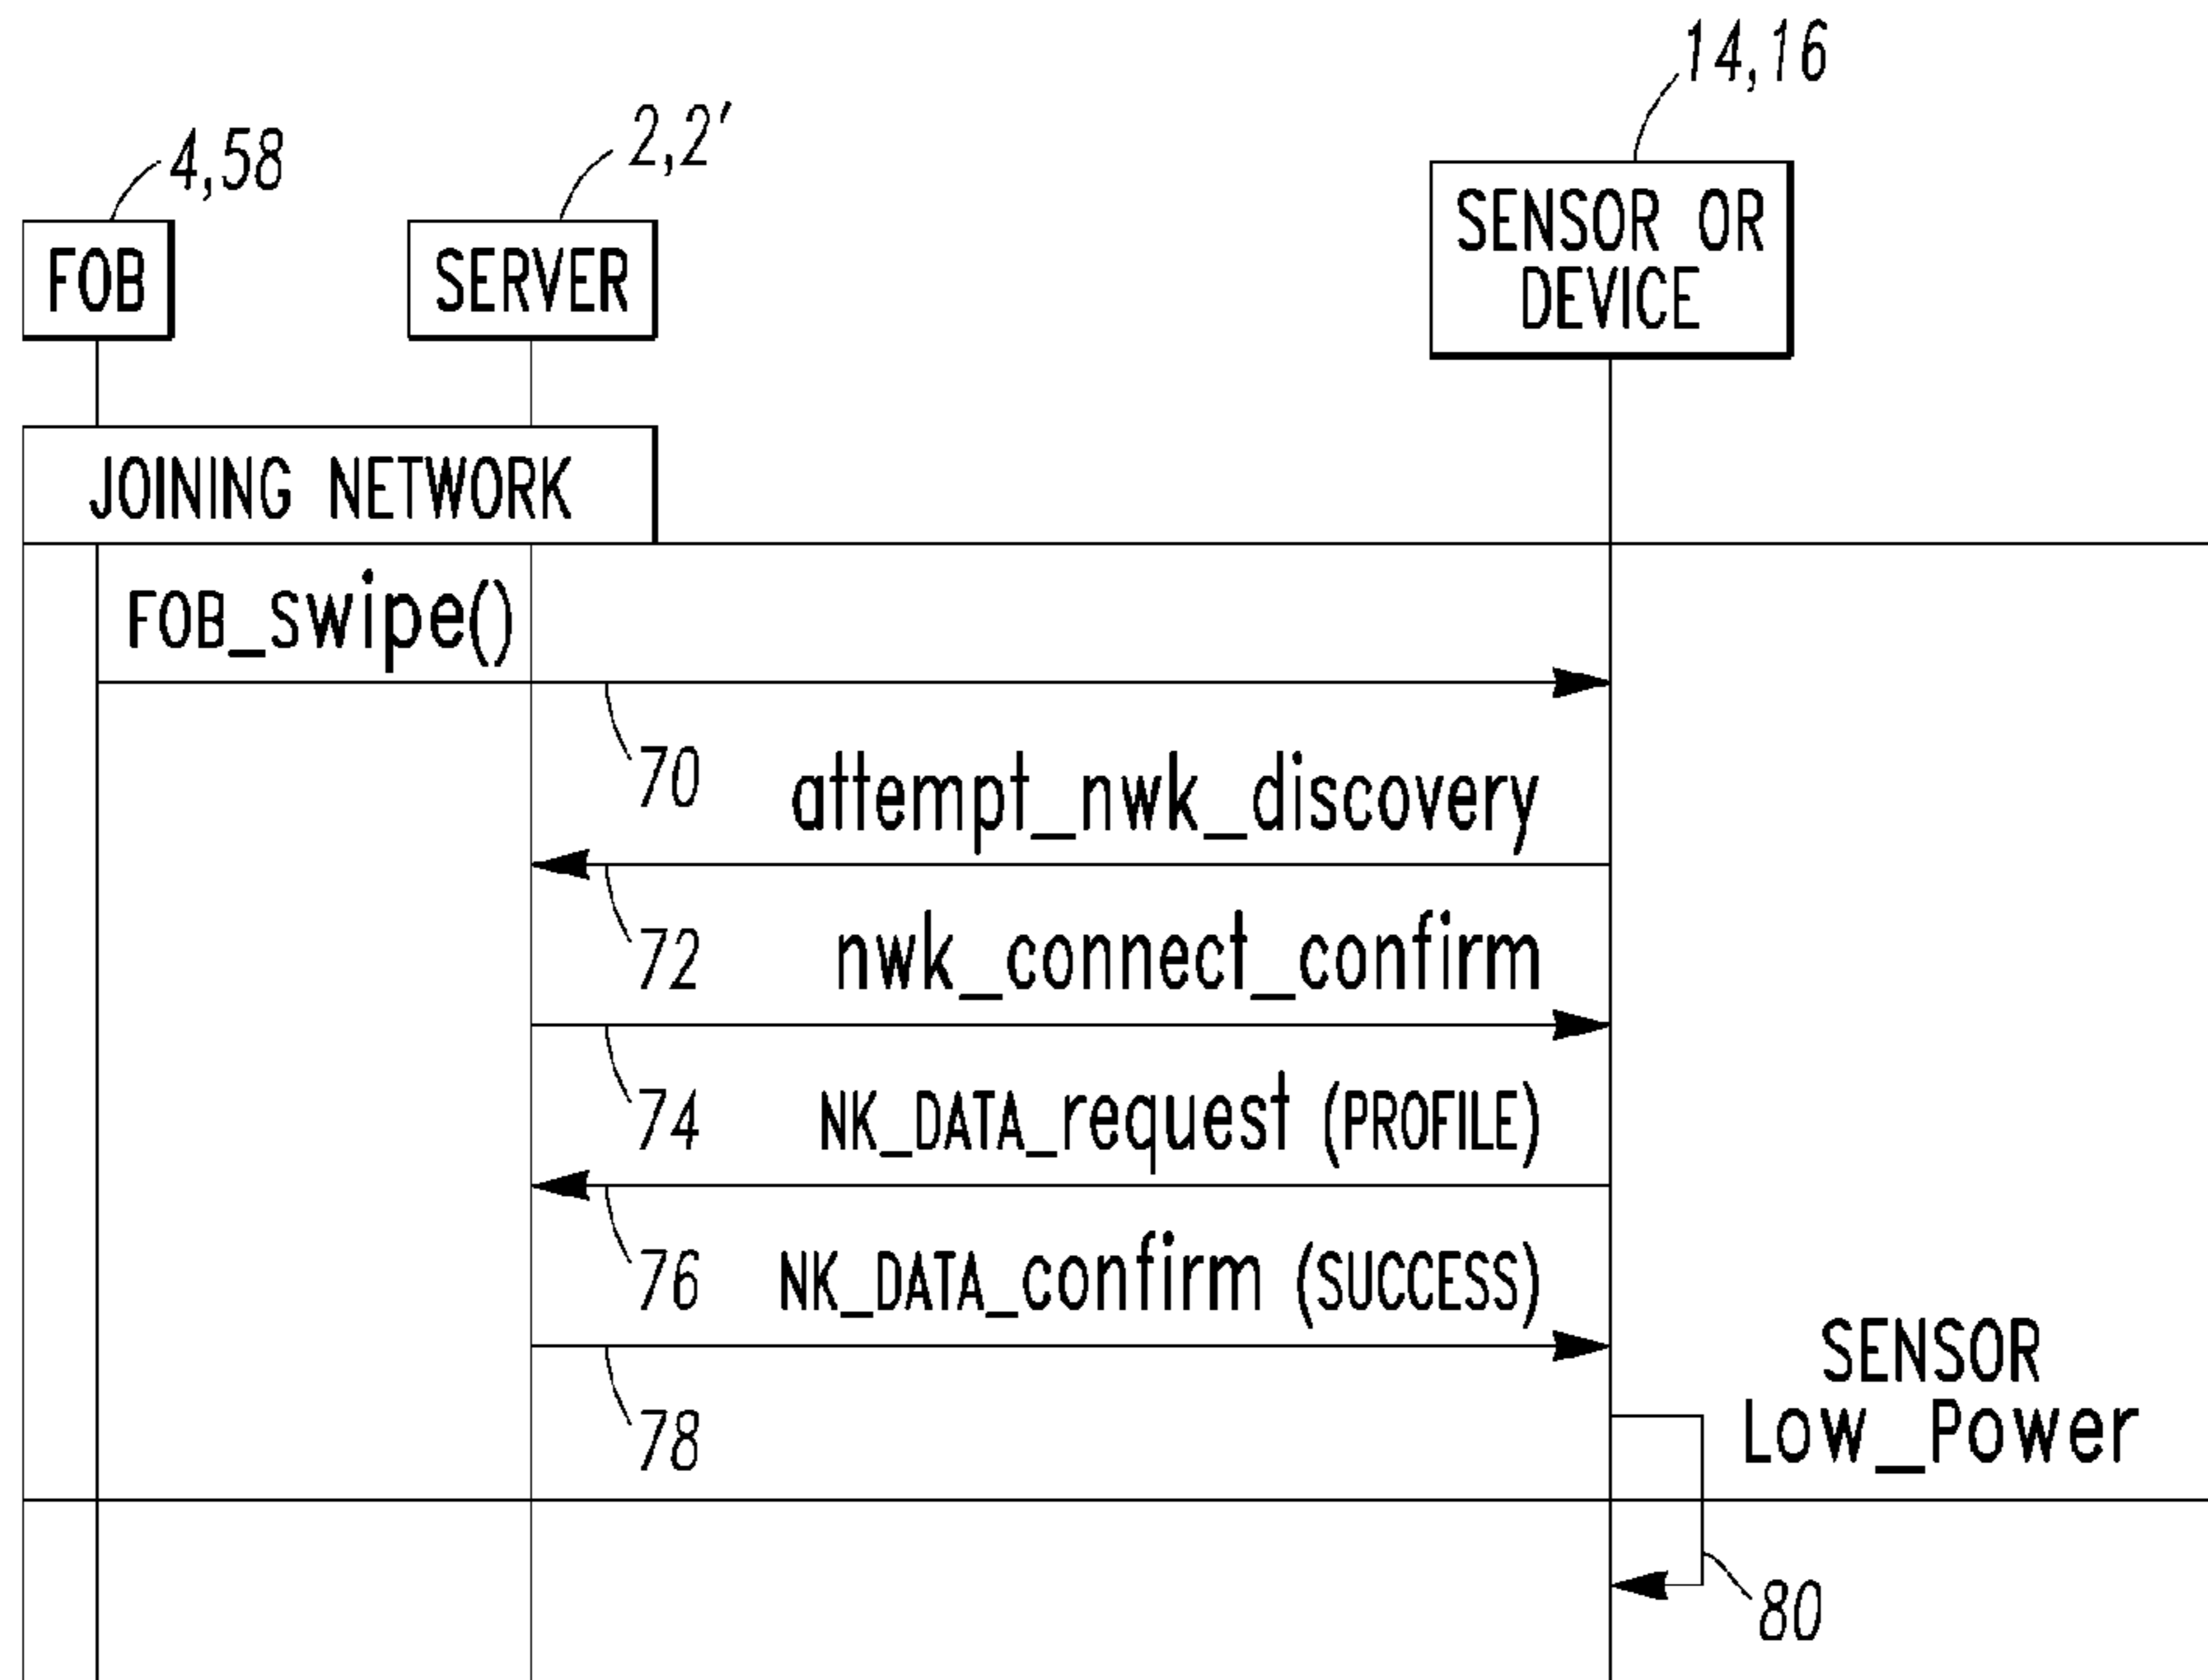 14,16
4,58
2,2'
FOB
SERVER
SENSOR OR
DEVICE
JOINING NETWORK
FOB_swipe()
70
attempt_nwk_discovery
72
nwk_connect_confirm
74
NK_DATA_request (PROFILE)
76
NK_DATA_confirm (SUCCESS)
78
SENSOR
Low_Power
80